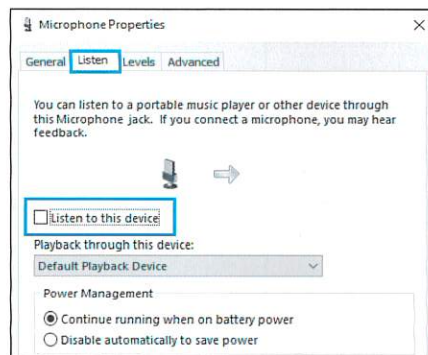 Microphone Properties
General Listen Levels Advanced
You can listen to a portable music player or other device through
this Microphone jack. If you connect a microphone, you may hear
feedback.
Listen to this device
Playback through this device:
Default Playback Device
Power Management
Continue running when on battery power
Disable automatically to save power